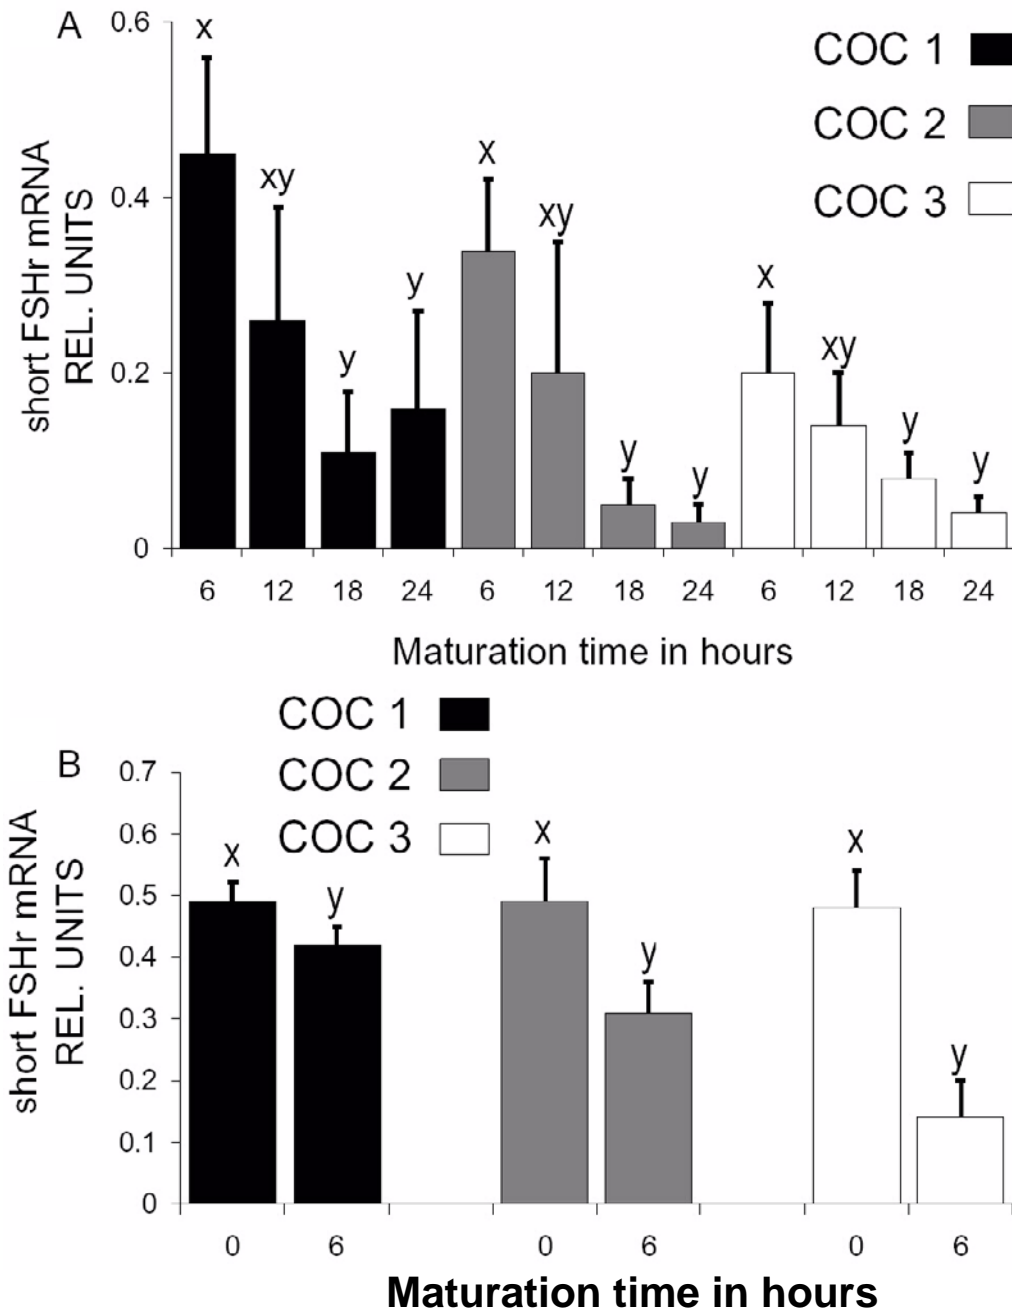 A
0.6
x
COC 1
COC 2
COC 3
short FSHr mRNA
REL. UNITS
xy
x
xy
0.4
y
x
xy
y
y
y
y
y
0.2
0
6 12 18 24 6 12 18 24 6 12 18 24
Maturation time in hours
COC 1
COC 2
COC 3
B
0.7
0.6
0.5
0.4
0.3
0.2
0.1
0
short FSHr mRNA
REL. UNITS
x
y
x
y
x
y
0 6 0 6 0 6
Maturation time in hours